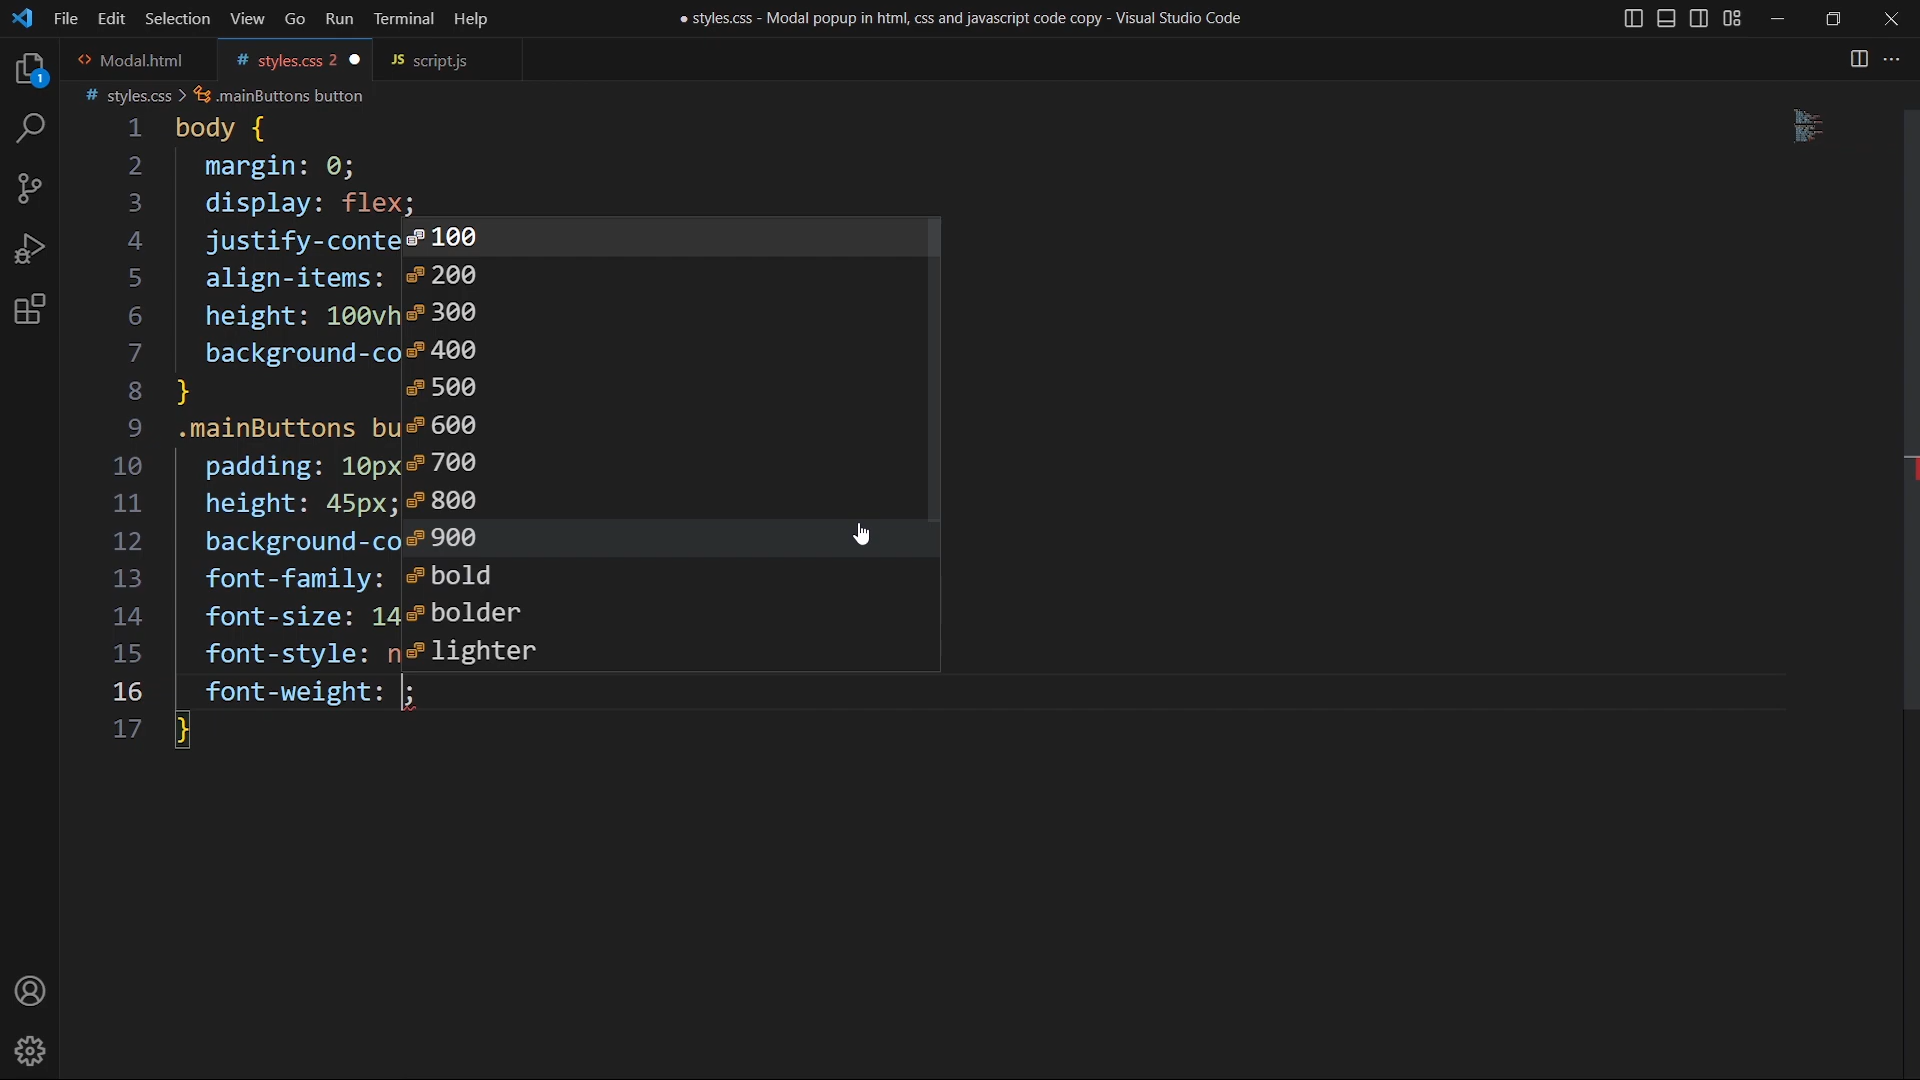 File Edit Selection View Go Run Terminal Help
● styles.css - Modal popup in html, css and javascript code copy - Visual Studio Code
<> Modal.html
# styles.css 2 ●
JS script.js
1
# styles.css > .mainButtons button
1 body {
2 margin: 0;
3 display: flex;
4 justify-conte
5 align-items:
6 height: 100vh
7 background-co
8 }
9 .mainButtons bu
10 padding: 10px
11 height: 45px;
12 background-co
13 font-family:
14 font-size: 14
15 font-style: n
16 font-weight: ;
17 }
100
200
300
400
500
600
700
800
900
bold
bolder
lighter